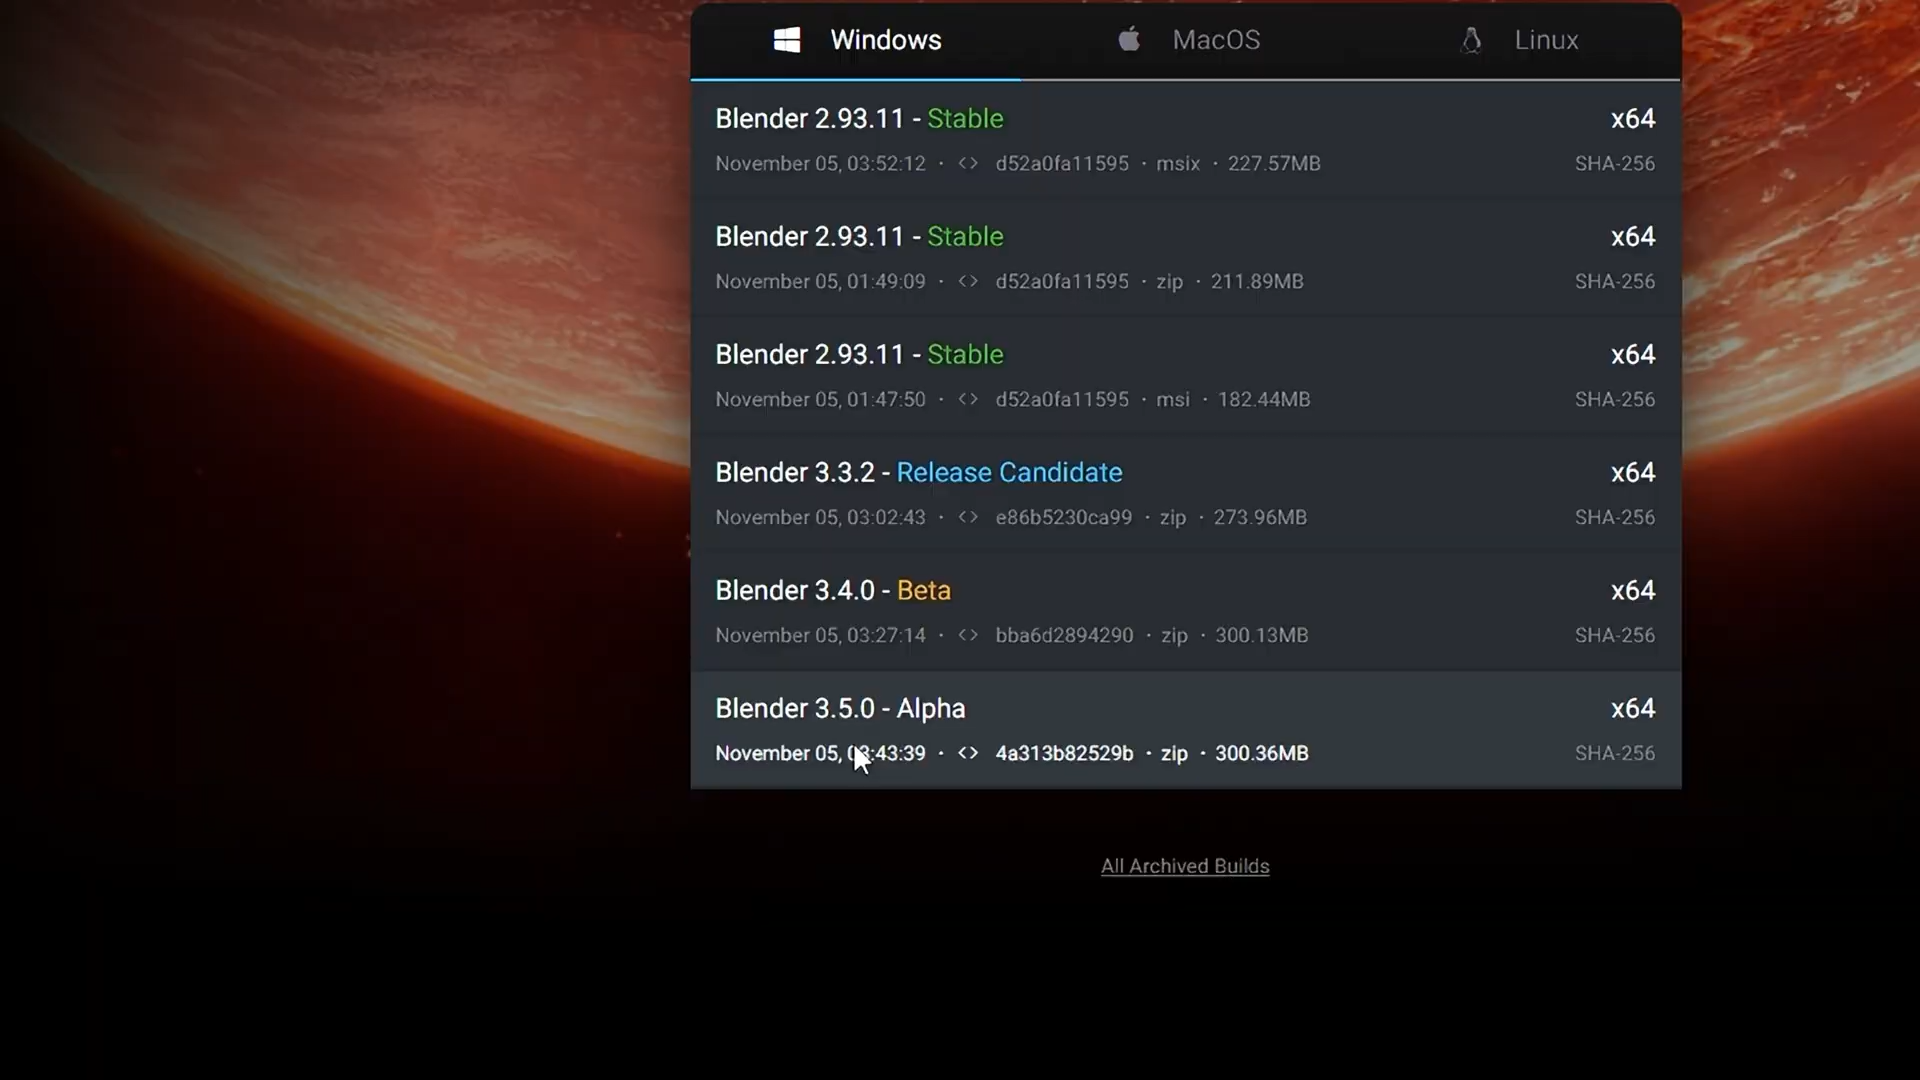 Windows MacOS Linux
Blender 2.93.11 - Stable x64
November 05, 03:52:12 · <> d52a0fa11595 · msix · 227.57MB SHA-256
Blender 2.93.11 - Stable x64
November 05, 01:49:09 · <> d52a0fa11595 · zip · 211.89MB SHA-256
Blender 2.93.11 - Stable x64
November 05, 01:47:50 · <> d52a0fa11595 · msi · 182.44MB SHA-256
Blender 3.3.2 - Release Candidate x64
November 05, 03:02:43 · <> e86b5230ca99 · zip · 273.96MB SHA-256
Blender 3.4.0 - Beta x64
November 05, 03:27:14 · <> bba6d2894290 · zip · 300.13MB SHA-256
Blender 3.5.0 - Alpha x64
November 05, :43:39 · <> 4a313b82529b · zip · 300.36MB SHA-256
All Archived Builds